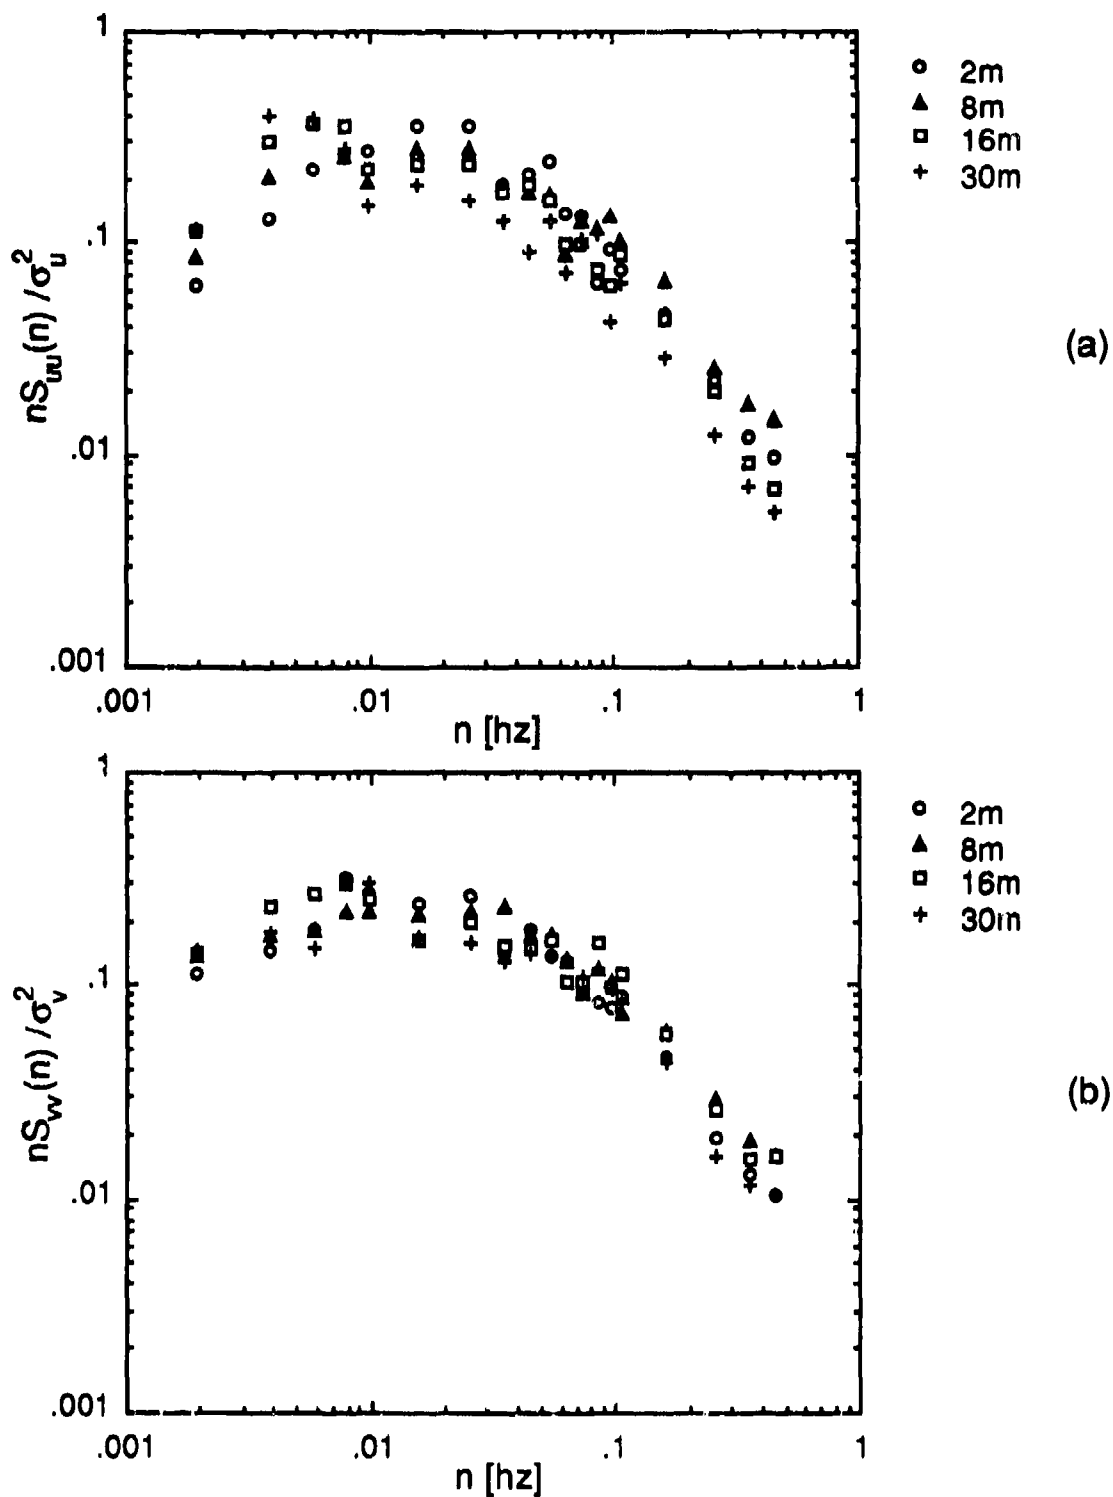 1
.1
.01
.001
nS_uu(n) /σ_u^2
.001
.01
.1
1
n [hz]
2m
8m
16m
30m
(a)
1
.1
.01
.001
nS_vv(n) /σ_v^2
.001
.01
.1
1
n [hz]
2m
8m
16m
30m
(b)